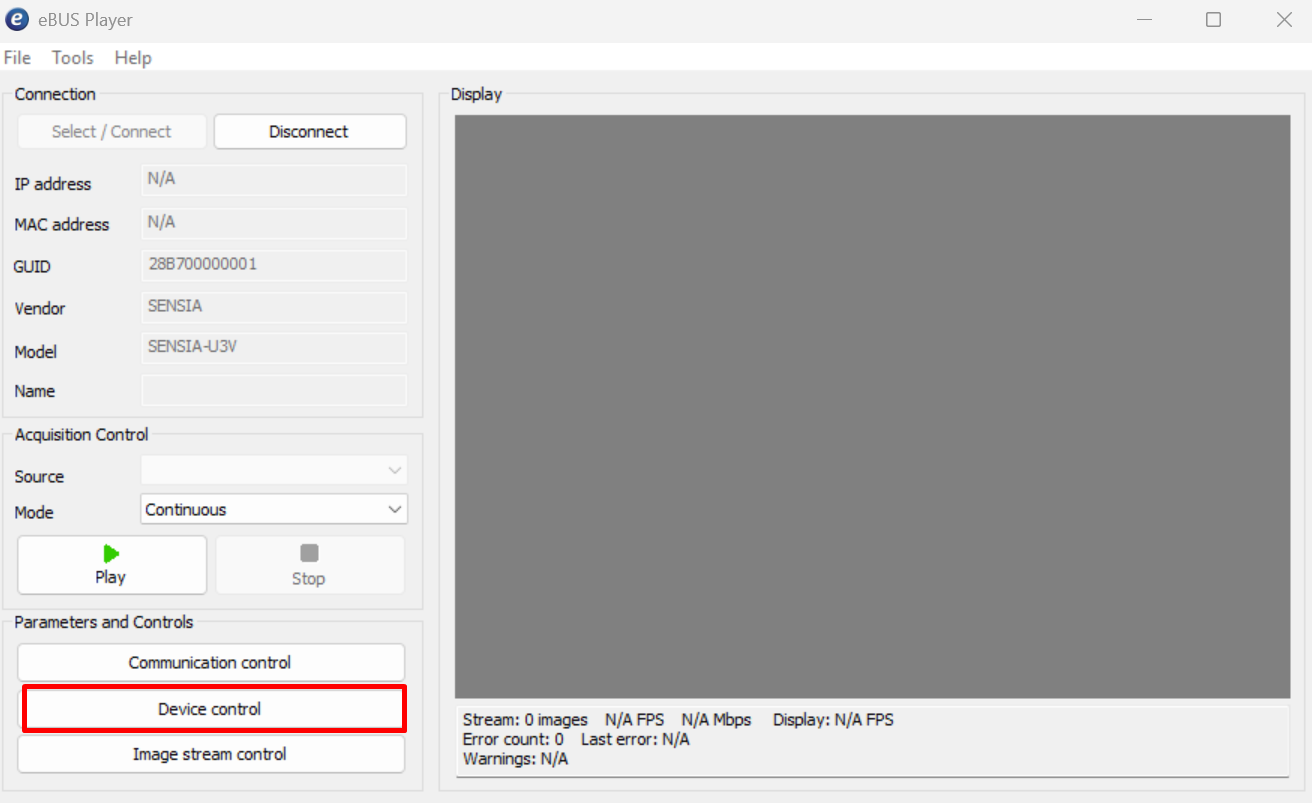 eBUS Player
File Tools Help
Connection
Select / Connect Disconnect
IP address N/A
MAC address N/A
GUID 28B700000001
Vendor SENSIA
Model SENSIA-U3V
Name
Acquisition Control
Source
Mode Continuous
Play Stop
Parameters and Controls
Communication control
Device control
Image stream control
Display
Stream: 0 images N/A FPS N/A Mbps Display: N/A FPS
Error count: 0 Last error: N/A
Warnings: N/A